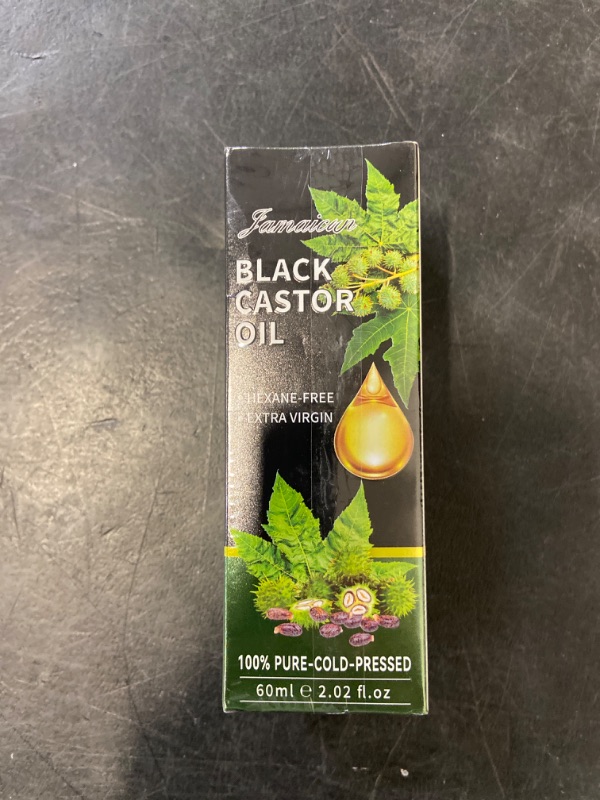 Jamaican
BLACK
CASTOR
OIL
HEXANE-FREE
EXTRA VIRGIN
100% PURE-COLD-PRESSED
60ml ℮ 2.02 fl.oz